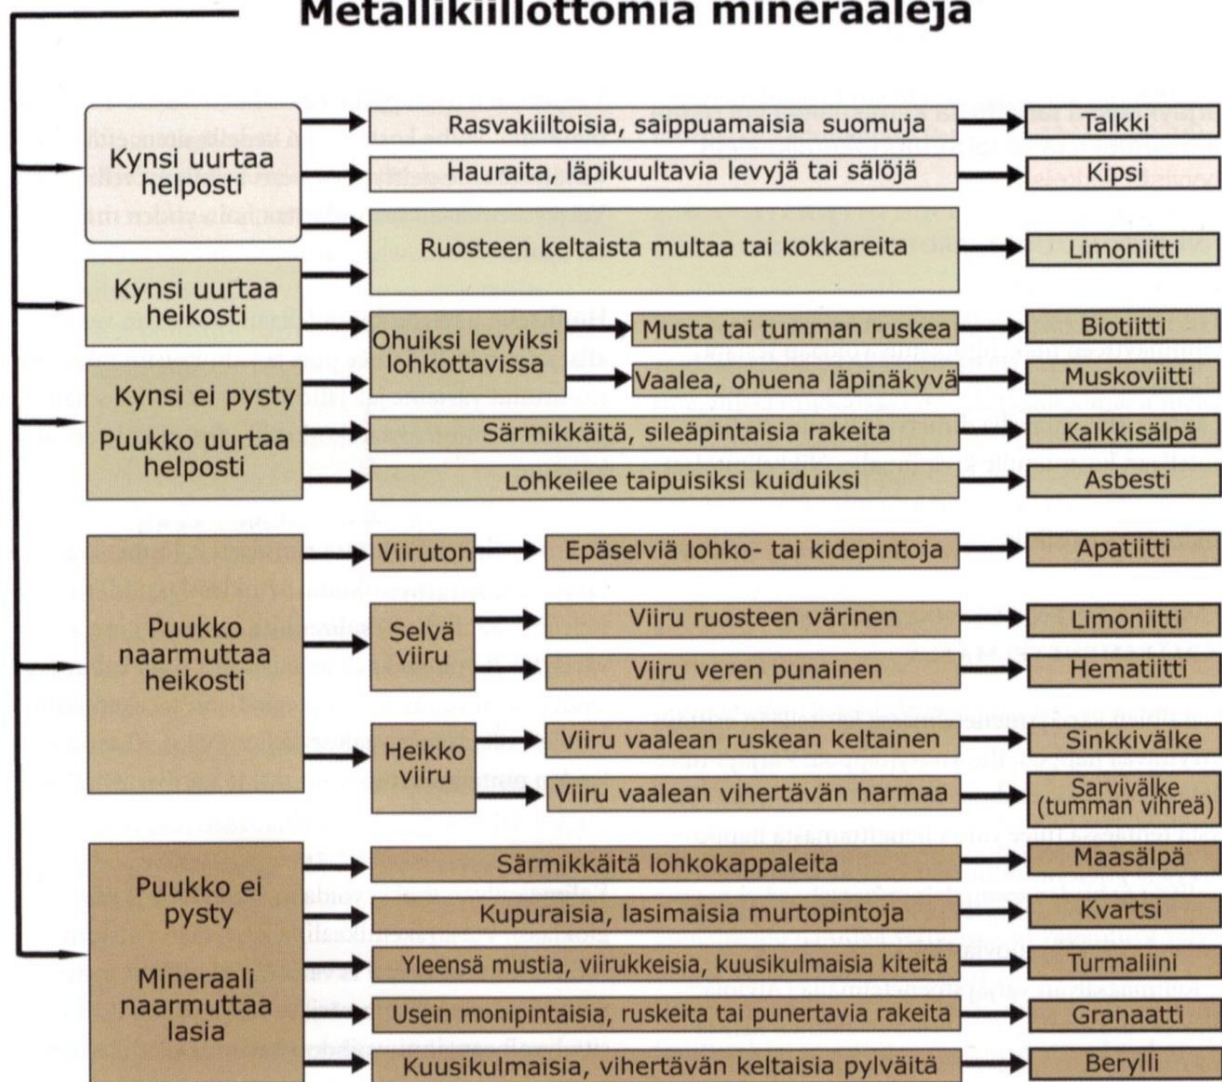 Metallikiillottomia mineraaleja
Kynsi uurtaa
helposti
Rasvakiiltoisia, saippuamaisia suomuja
Talkki
Hauraita, läpikuultavia levyjä tai sälöjä
Kipsi
Ruosteen keltaista multaa tai kokkareita
Limoniitti
Kynsi uurtaa
heikosti
Ohuiksi levyiksi
lohkottavissa
Musta tai tumman ruskea
Biotiitti
Vaalea, ohuena läpinäkyvä
Muskoviitti
Kynsi ei pysty
Puukko uurtaa
helposti
Särmikkäitä, sileäpintaisia rakeita
Kalkkisälpä
Lohkeilee taipuisiksi kuiduiksi
Asbesti
Puukko
naarmuttaa
heikosti
Viiruton
Epäselviä lohko- tai kidepintoja
Apatiitti
Selvä
viiru
Viiru ruosteen värinen
Limoniitti
Viiru veren punainen
Hematiitti
Heikko
viiru
Viiru vaalean ruskean keltainen
Sinkkivälke
Viiru vaalean vihertävän harmaa
Sarvivälke
(tumman vihreä)
Puukko ei
pysty
Mineraali
naarmuttaa
lasia
Särmikkäitä lohkokappaleita
Maasälpä
Kupuraisia, lasimaisia murtopintoja
Kvartsi
Yleensä mustia, viirukkeisia, kuusikulmaisia kiteitä
Turmaliini
Usein monipintaisia, ruskeita tai punertavia rakeita
Granaatti
Kuusikulmaisia, vihertävän keltaisia pylväitä
Berylli